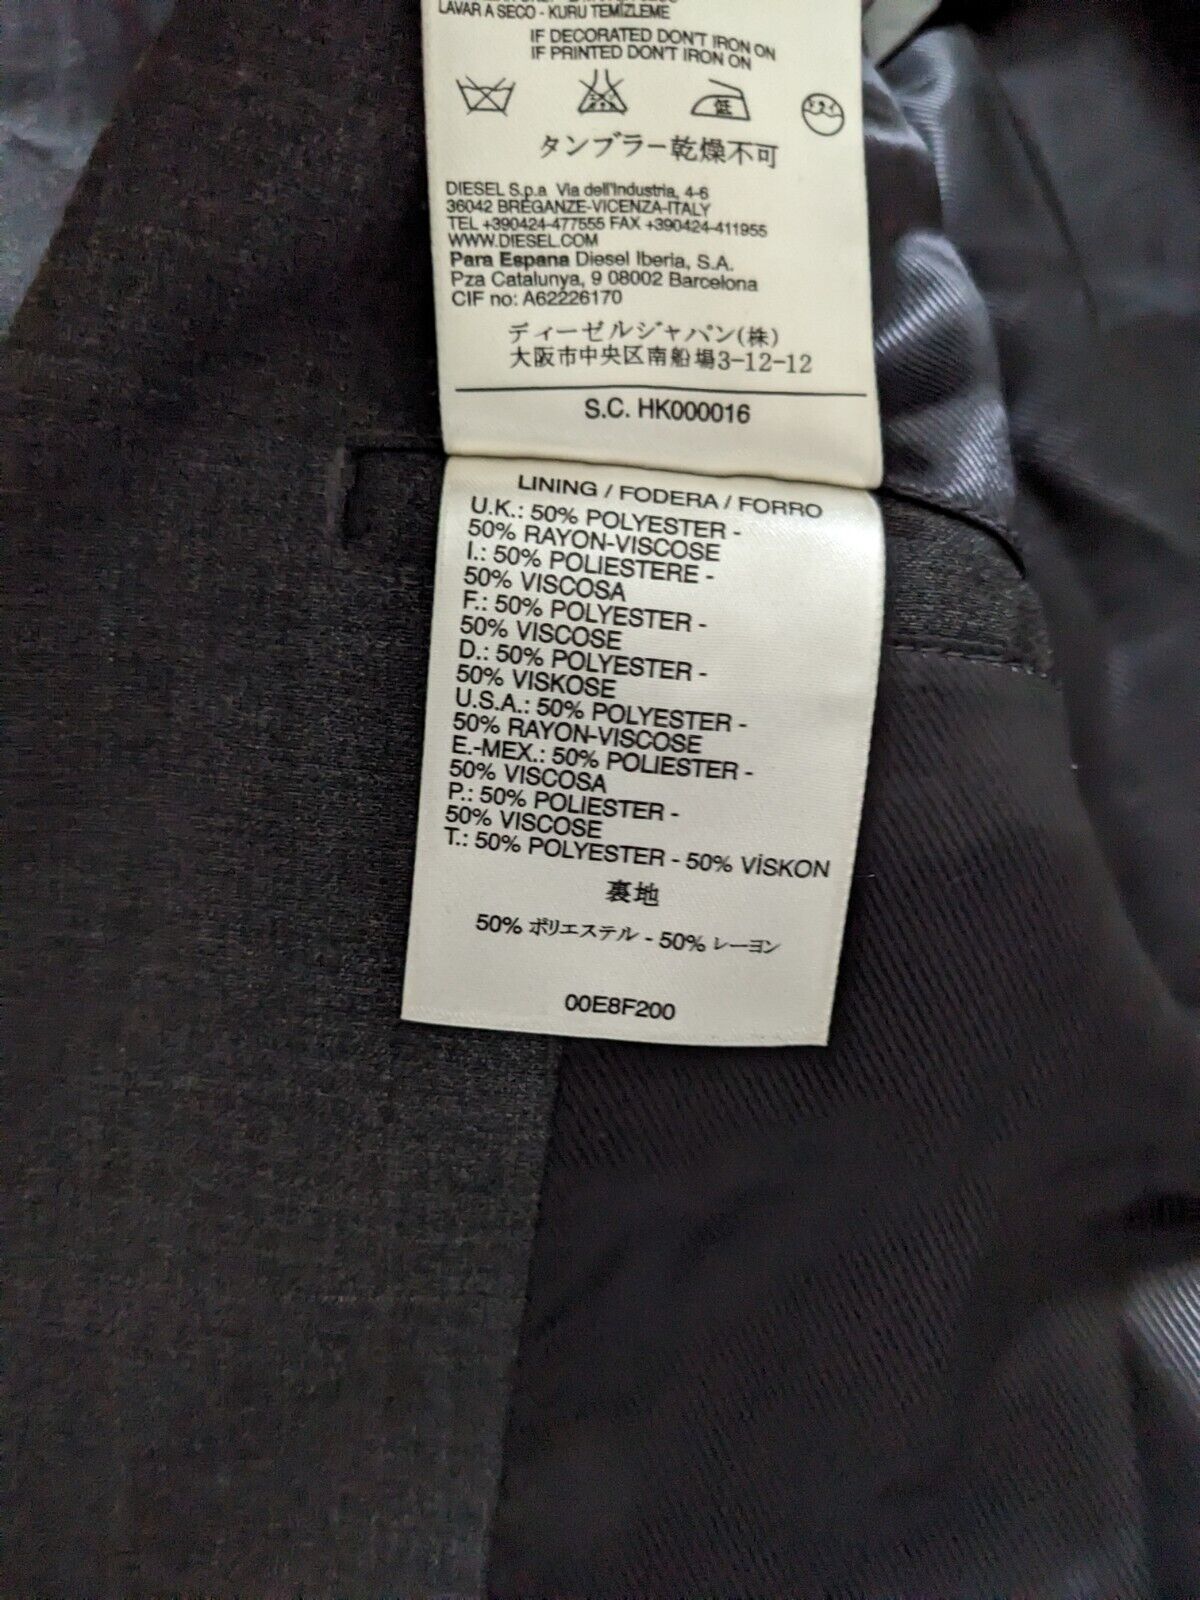 LAVAR A SECO - KURU TEMİZLEME
IF DECORATED DON'T IRON ON
IF PRINTED DON'T IRON ON
低
タンブラー乾燥不可
DIESEL S.p.a Via dell'Industria, 4-6
36042 BREGANZE-VICENZA-ITALY
TEL +390424-477555 FAX +390424-411955
WWW.DIESEL.COM
Para Espana Diesel Iberia, S.A.
Pza Catalunya, 9 08002 Barcelona
CIF no: A62226170
ディーゼルジャパン(株)
大阪市中央区南船場3-12-12
S.C. HK000016
LINING / FODERA / FORRO
U.K.: 50% POLYESTER -
50% RAYON-VISCOSE
I.: 50% POLIESTERE -
50% VISCOSA
F.: 50% POLYESTER -
50% VISCOSE
D.: 50% POLYESTER -
50% VISKOSE
U.S.A.: 50% POLYESTER -
50% RAYON-VISCOSE
E.-MEX.: 50% POLIESTER -
50% VISCOSA
P.: 50% POLIESTER -
50% VISCOSE
T.: 50% POLYESTER - 50% VİSKON
裏地
50% ポリエステル - 50% レーヨン
00E8F200